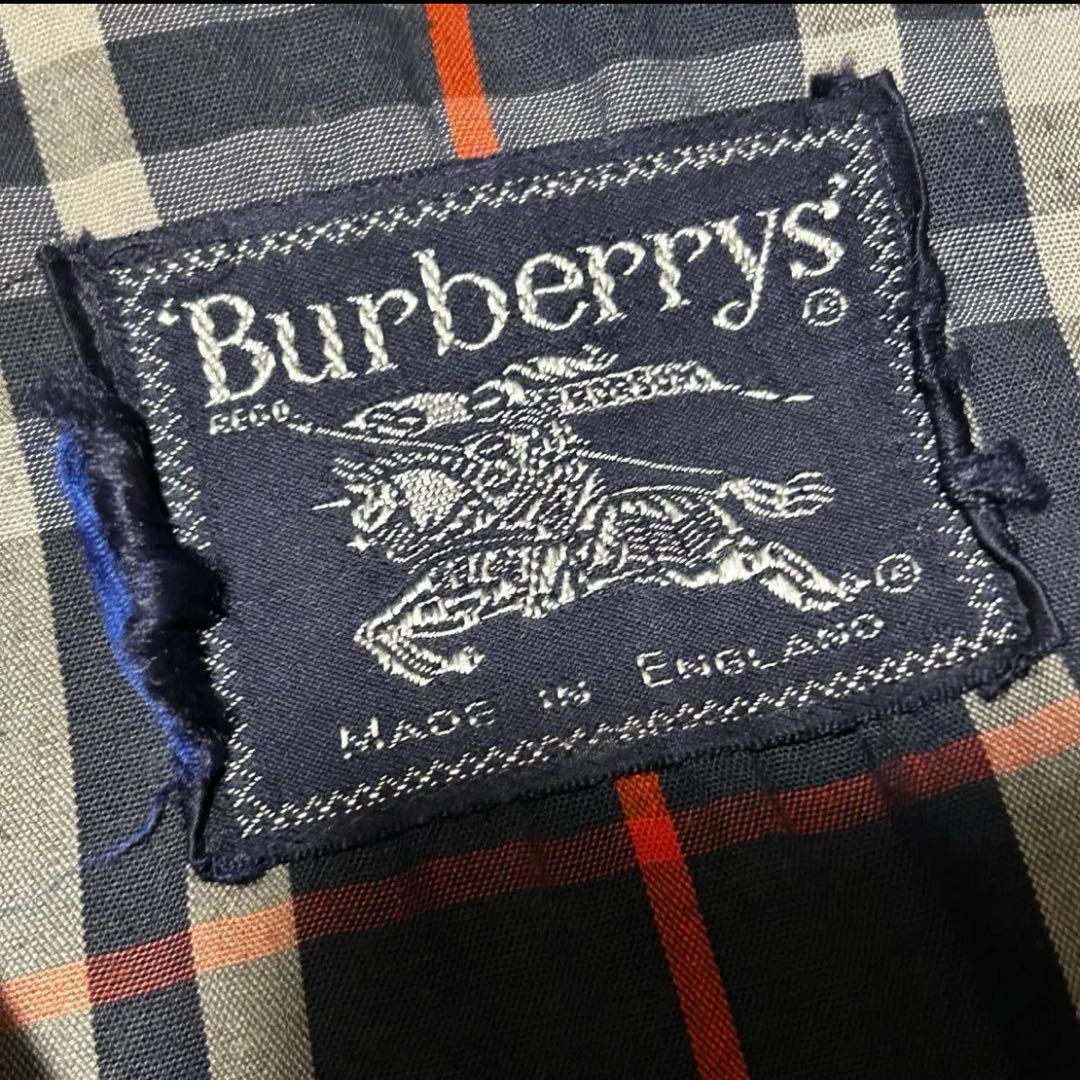 'Burberrys'®
REGD.
®
MADE IN ENGLAND